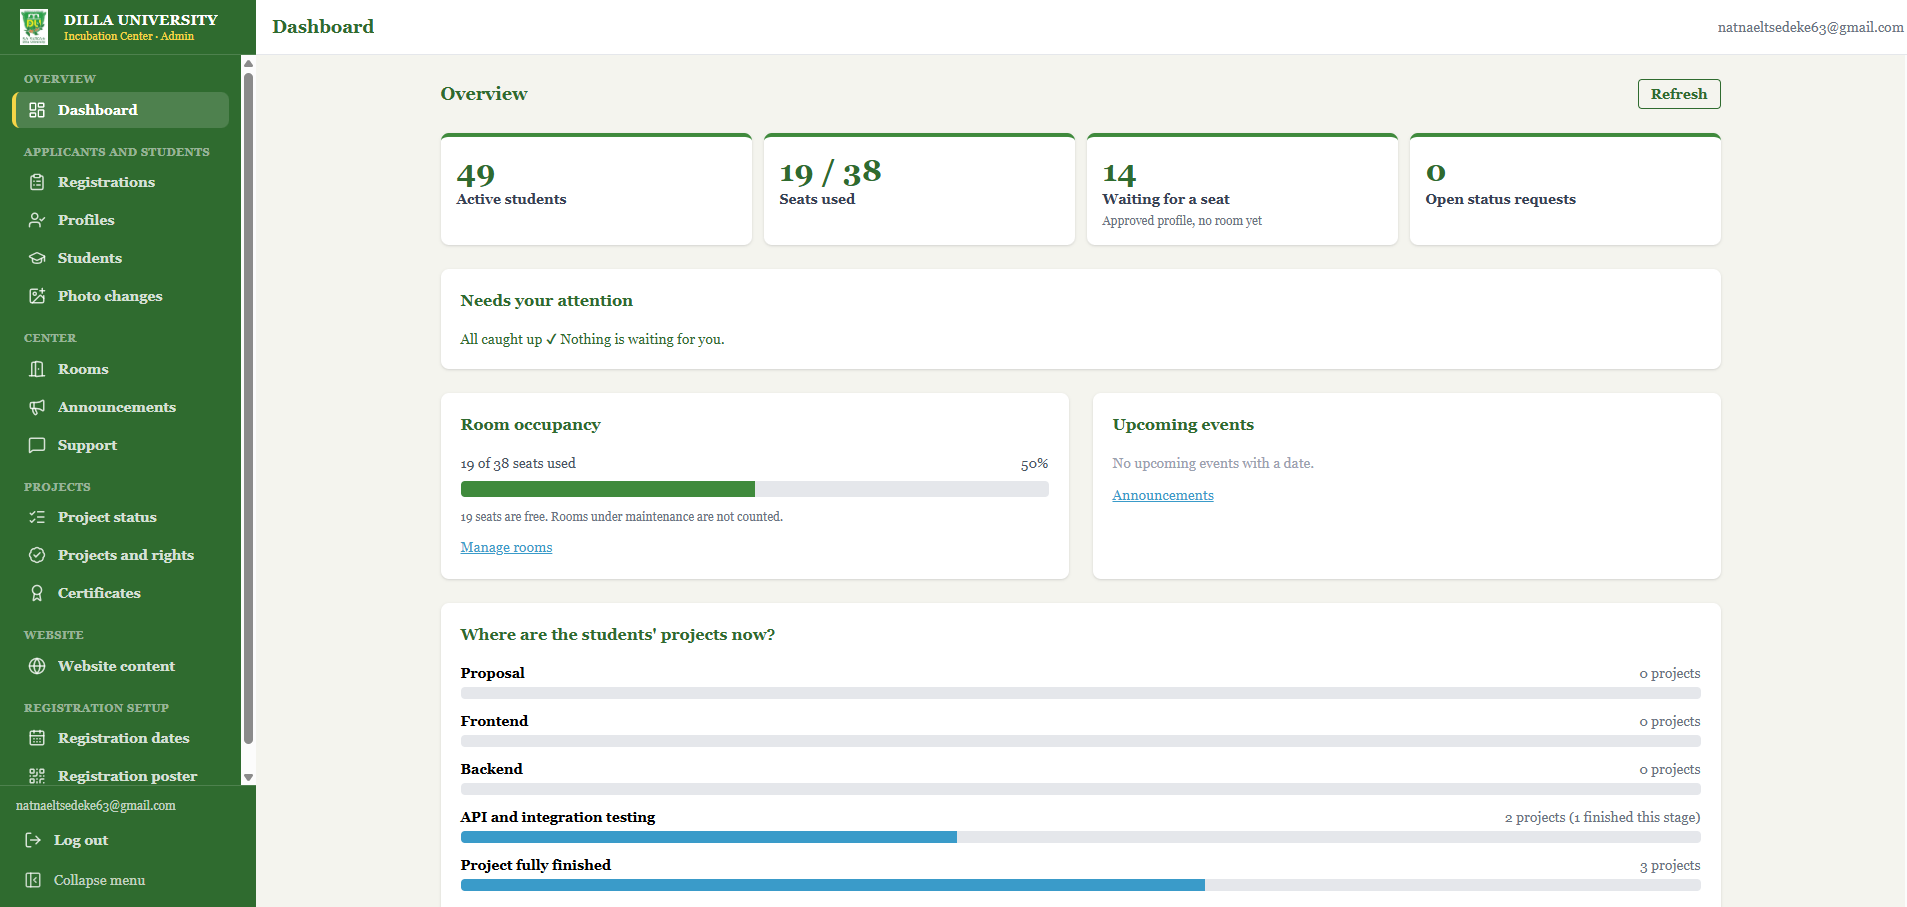 DILLA UNIVERSITY
Incubation Center · Admin
OVERVIEW
Dashboard
APPLICANTS AND STUDENTS
Registrations
Profiles
Students
Photo changes
CENTER
Rooms
Announcements
Support
PROJECTS
Project status
Projects and rights
Certificates
WEBSITE
Website content
REGISTRATION SETUP
Registration dates
Registration poster
natnaeltsedeke63@gmail.com
Log out
Collapse menu
Dashboard
natnaeltsedeke63@gmail.com
Overview
Refresh
49
Active students
19 / 38
Seats used
14
Waiting for a seat
Approved profile, no room yet
0
Open status requests
Needs your attention
All caught up ✓ Nothing is waiting for you.
Room occupancy
19 of 38 seats used
50%
19 seats are free. Rooms under maintenance are not counted.
Manage rooms
Upcoming events
No upcoming events with a date.
Announcements
Where are the students' projects now?
Proposal
0 projects
Frontend
0 projects
Backend
0 projects
API and integration testing
2 projects (1 finished this stage)
Project fully finished
3 projects